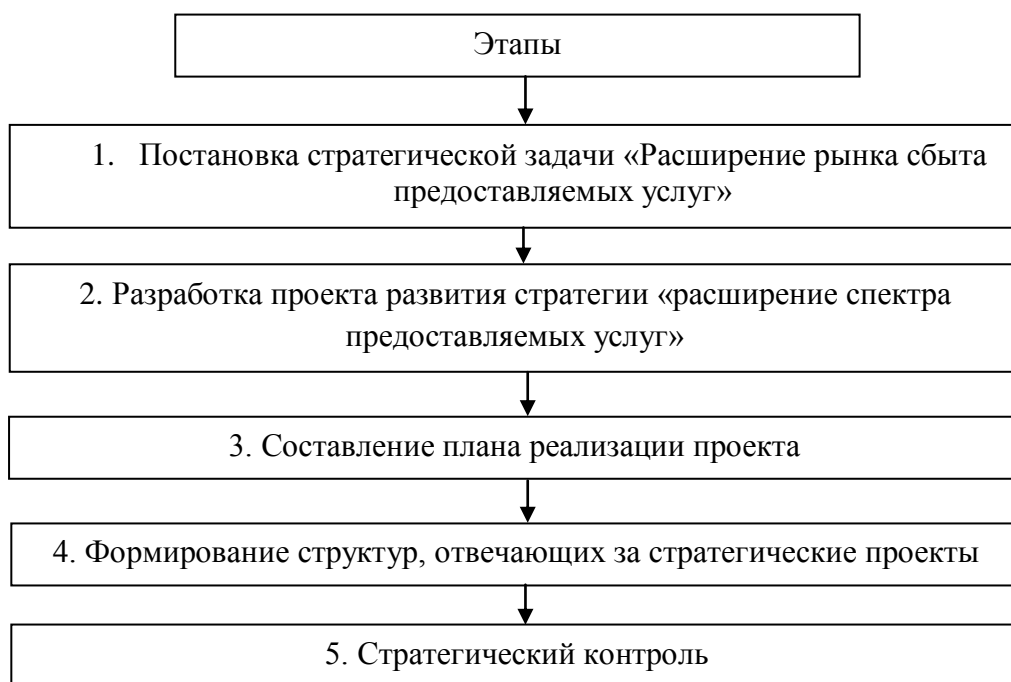 Этапы
1. Постановка стратегической задачи «Расширение рынка сбыта
предоставляемых услуг»
2. Разработка проекта развития стратегии «расширение спектра
предоставляемых услуг»
3. Составление плана реализации проекта
4. Формирование структур, отвечающих за стратегические проекты
5. Стратегический контроль